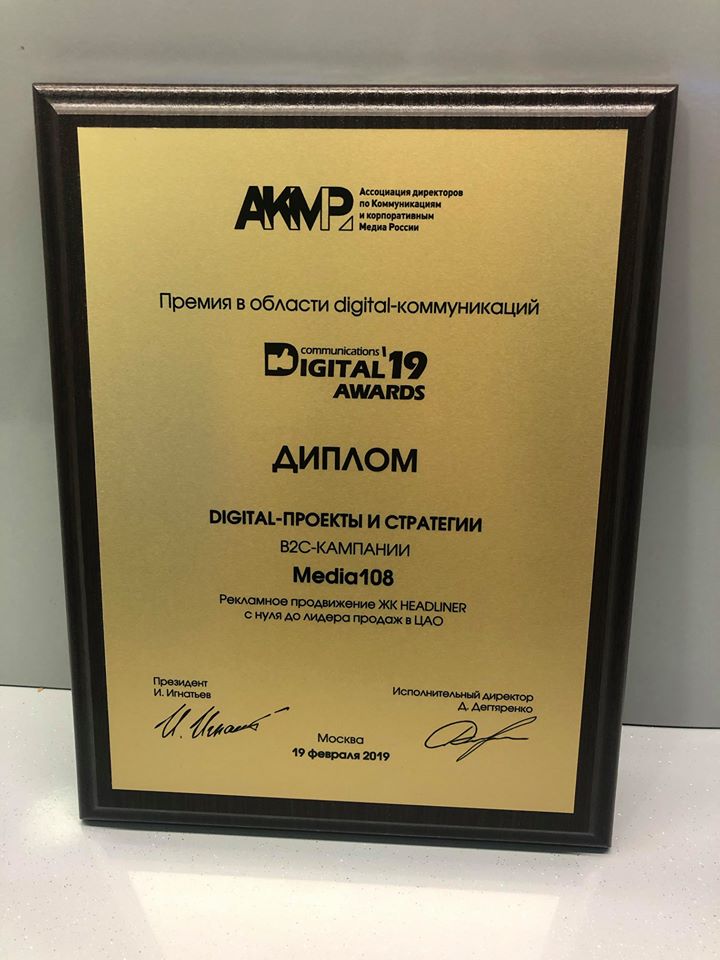 АКМР
Ассоциация директоров
по Коммуникациям
и корпоративным
Медиа России
Премия в области digital-коммуникаций
communications
DIGITAL'19
AWARDS
ДИПЛОМ
DIGITAL-ПРОЕКТЫ И СТРАТЕГИИ
B2C-КАМПАНИИ
Media108
Рекламное продвижение ЖК HEADLINER
с нуля до лидера продаж в ЦАО
Президент
И. Игнатьев
Исполнительный директор
Д. Дегтяренко
И. Игнат
Москва
19 февраля 2019